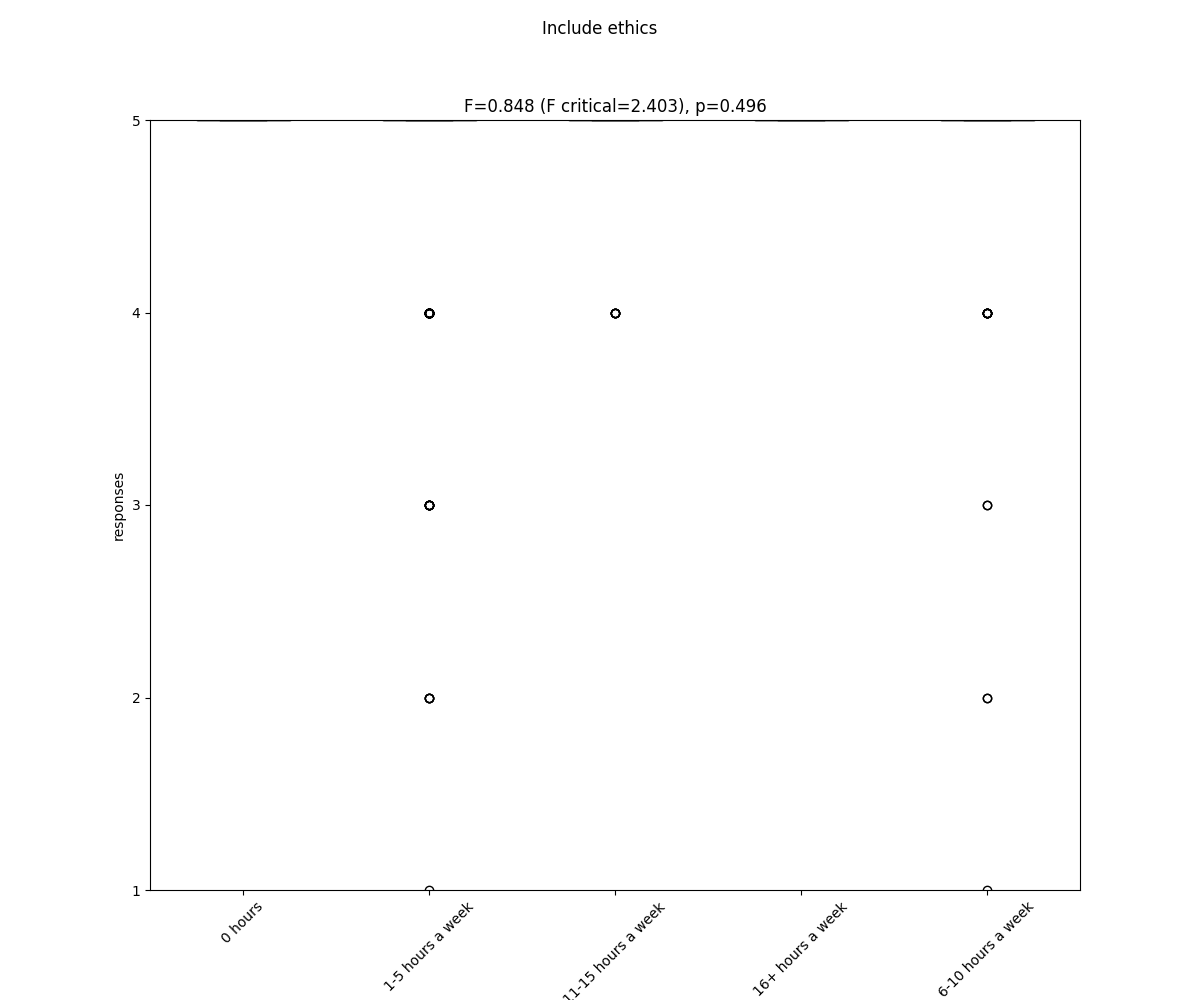 Include ethics
F=0.848 (F critical=2.403), p=0.496
5
4
3
2
1
responses
0 hours
1-5 hours a week
11-15 hours a week
16+ hours a week
6-10 hours a week